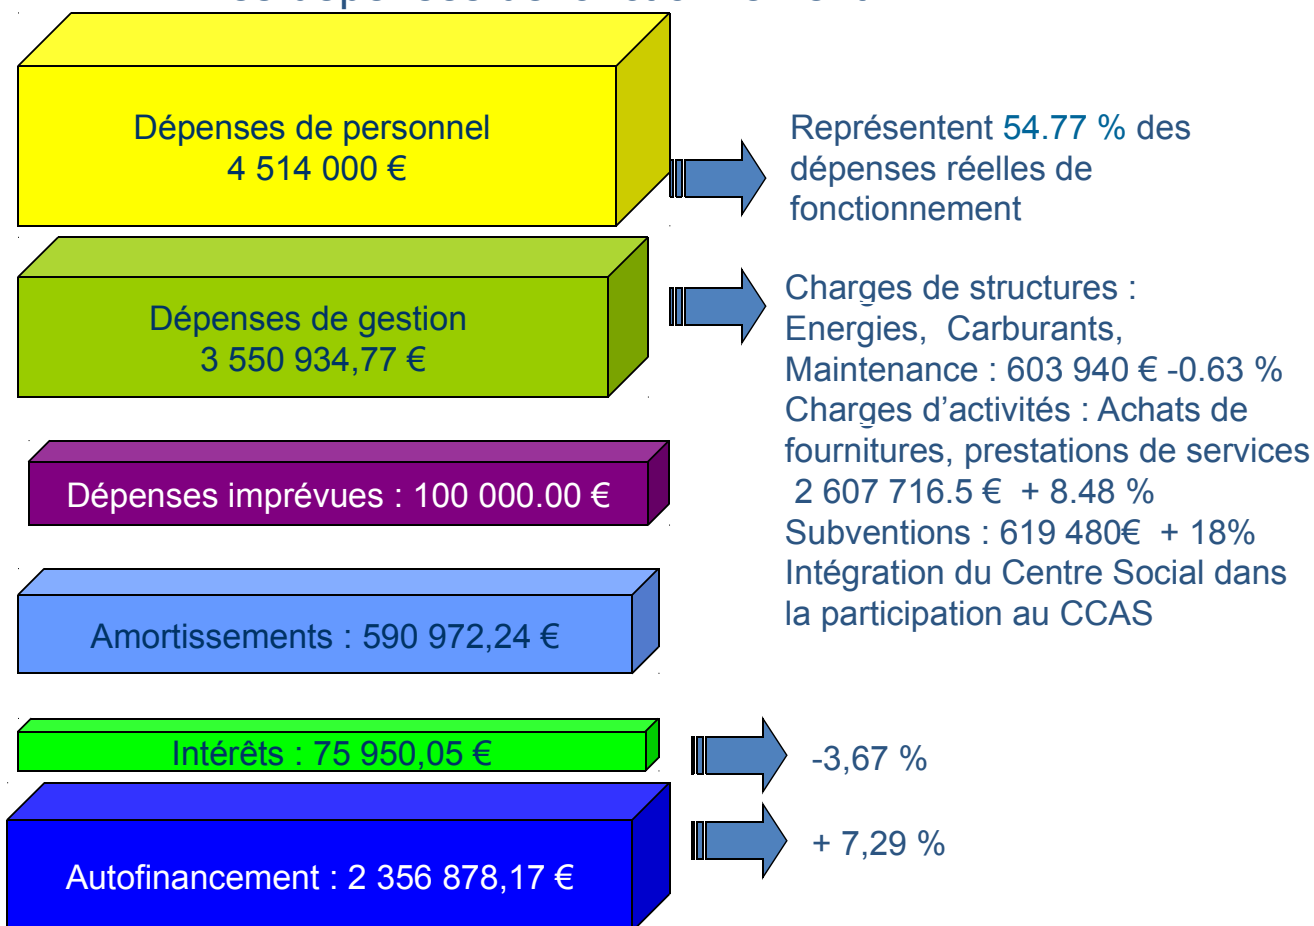 Dépenses de personnel
4 514 000 €
Représentent 54.77 % des
dépenses réelles de
fonctionnement
Dépenses de gestion
3 550 934,77 €
Charges de structures :
Energies, Carburants,
Maintenance : 603 940 € -0.63 %
Charges d’activités : Achats de
fournitures, prestations de services
2 607 716.5 € + 8.48 %
Subventions : 619 480€ + 18%
Intégration du Centre Social dans
la participation au CCAS
Dépenses imprévues : 100 000.00 €
Amortissements : 590 972,24 €
Intérêts : 75 950,05 €
-3,67 %
Autofinancement : 2 356 878,17 €
+ 7,29 %